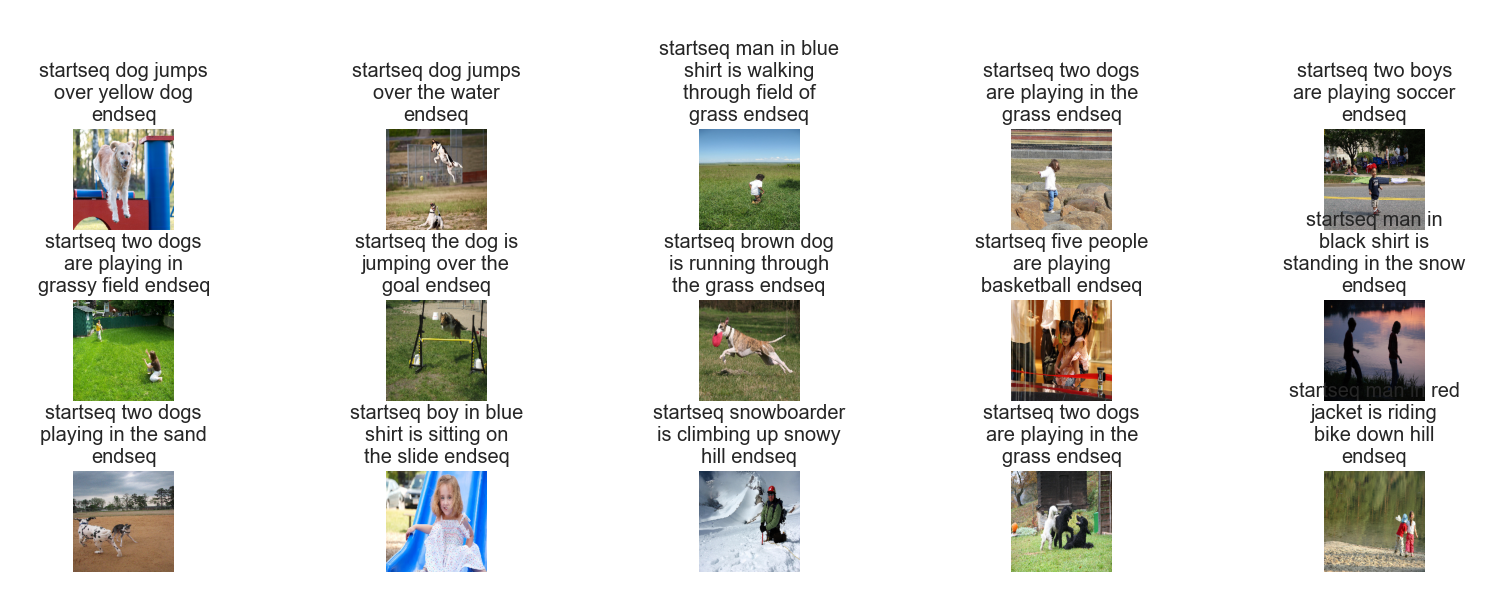 startseq dog jumps
over yellow dog
endseq
startseq dog jumps
over the water
endseq
startseq man in blue
shirt is walking
through field of
grass endseq
startseq two dogs
are playing in the
grass endseq
startseq two boys
are playing soccer
endseq
startseq two dogs
are playing in
grassy field endseq
startseq the dog is
jumping over the
goal endseq
startseq brown dog
is running through
the grass endseq
startseq five people
are playing
basketball endseq
startseq man in
black shirt is
standing in the snow
endseq
startseq two dogs
playing in the sand
endseq
startseq boy in blue
shirt is sitting on
the slide endseq
startseq snowboarder
is climbing up snowy
hill endseq
startseq two dogs
are playing in the
grass endseq
startseq man in red
jacket is riding
bike down hill
endseq